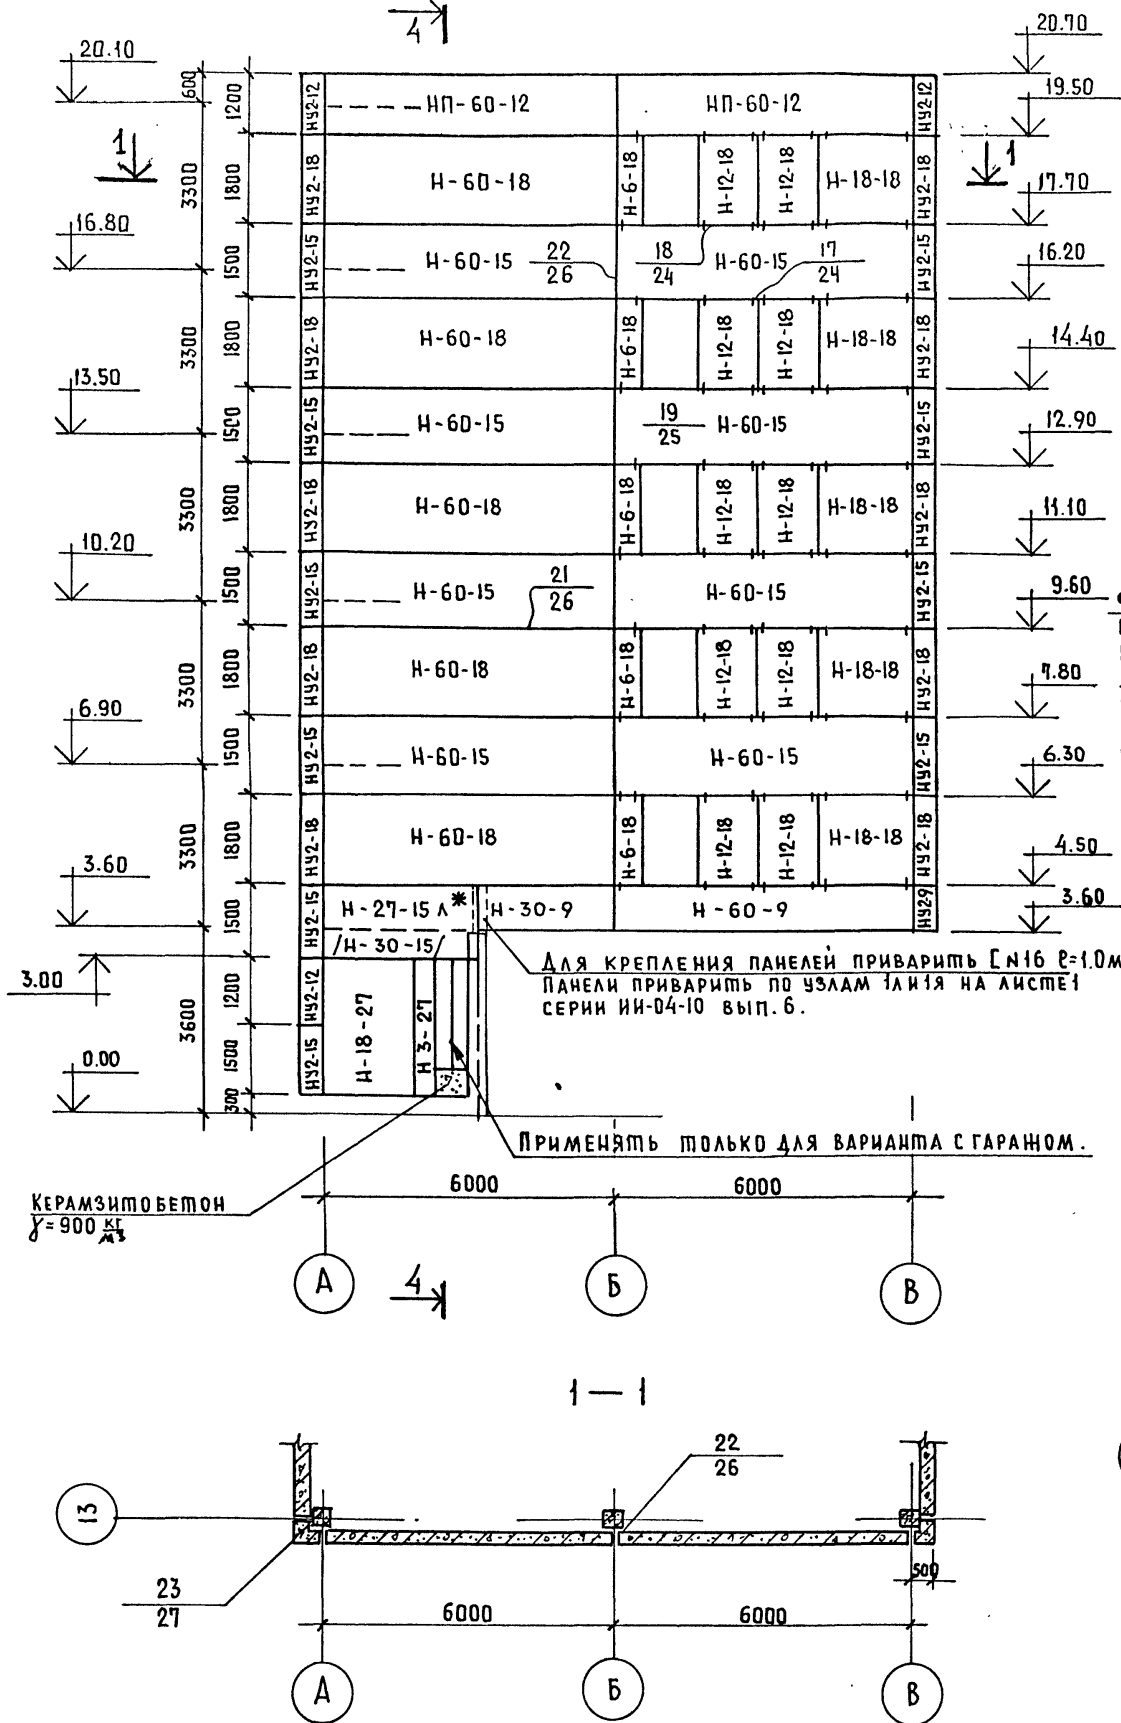 4
20.10
20.70
600
1200
НУ2-12
НП-60-12
НП-60-12
НУ2-12
19.50
1
3300
1800
НУ2-18
Н-60-18
Н-6-18
Н-12-18
Н-12-18
Н-18-18
НУ2-18
1
17.70
16.80
1500
НУ2-15
Н-60-15
22
26
18
24
Н-60-15
17
24
НУ2-15
16.20
3300
1800
НУ2-18
Н-60-18
Н-6-18
Н-12-18
Н-12-18
Н-18-18
НУ2-18
14.40
13.50
1500
НУ2-15
Н-60-15
19
25
Н-60-15
НУ2-15
12.90
3300
1800
НУ2-18
Н-60-18
Н-6-18
Н-12-18
Н-12-18
Н-18-18
НУ2-18
11.10
10.20
1500
НУ2-15
Н-60-15
21
26
Н-60-15
НУ2-15
9.60
3300
1800
НУ2-18
Н-60-18
Н-6-18
Н-12-18
Н-12-18
Н-18-18
НУ2-18
7.80
6.90
1500
НУ2-15
Н-60-15
Н-60-15
НУ2-15
6.30
3300
1800
НУ2-18
Н-60-18
Н-6-18
Н-12-18
Н-12-18
Н-18-18
НУ2-18
4.50
3.60
1500
НУ2-15
Н-27-15 Л*
Н-30-9
Н-60-9
НУ2-9
3.60
/Н-30-15/
Для крепления панелей приварить [N16 ℓ=1.0м
панели приварить по узлам 1Л и 1Я на листе 1
серии ИИ-04-10 вып. 6.
3.00
3600
1200
НУ2-12
Н-18-27
Н 3-27
1500
НУ2-15
0.00
300
Применять только для варианта с гаражом.
Керамзитобетон
γ=900 кг/м3
6000
6000
А
4
Б
В
1 — 1
22
26
13
500
23
27
6000
6000
А
Б
В